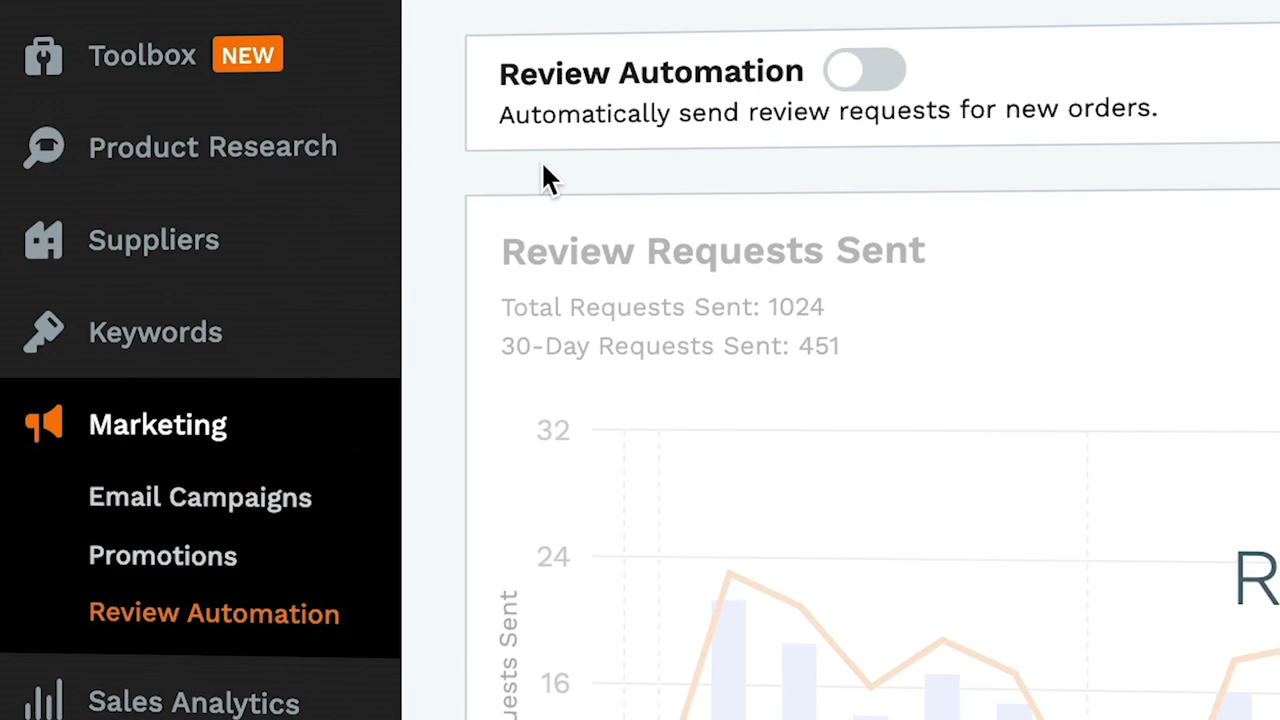 Toolbox NEW
Product Research
Suppliers
Keywords
Marketing
Email Campaigns
Promotions
Review Automation
Sales Analytics
Review Automation
Automatically send review requests for new orders.
Review Requests Sent
Total Requests Sent: 1024
30-Day Requests Sent: 451
32
24
16
Sent